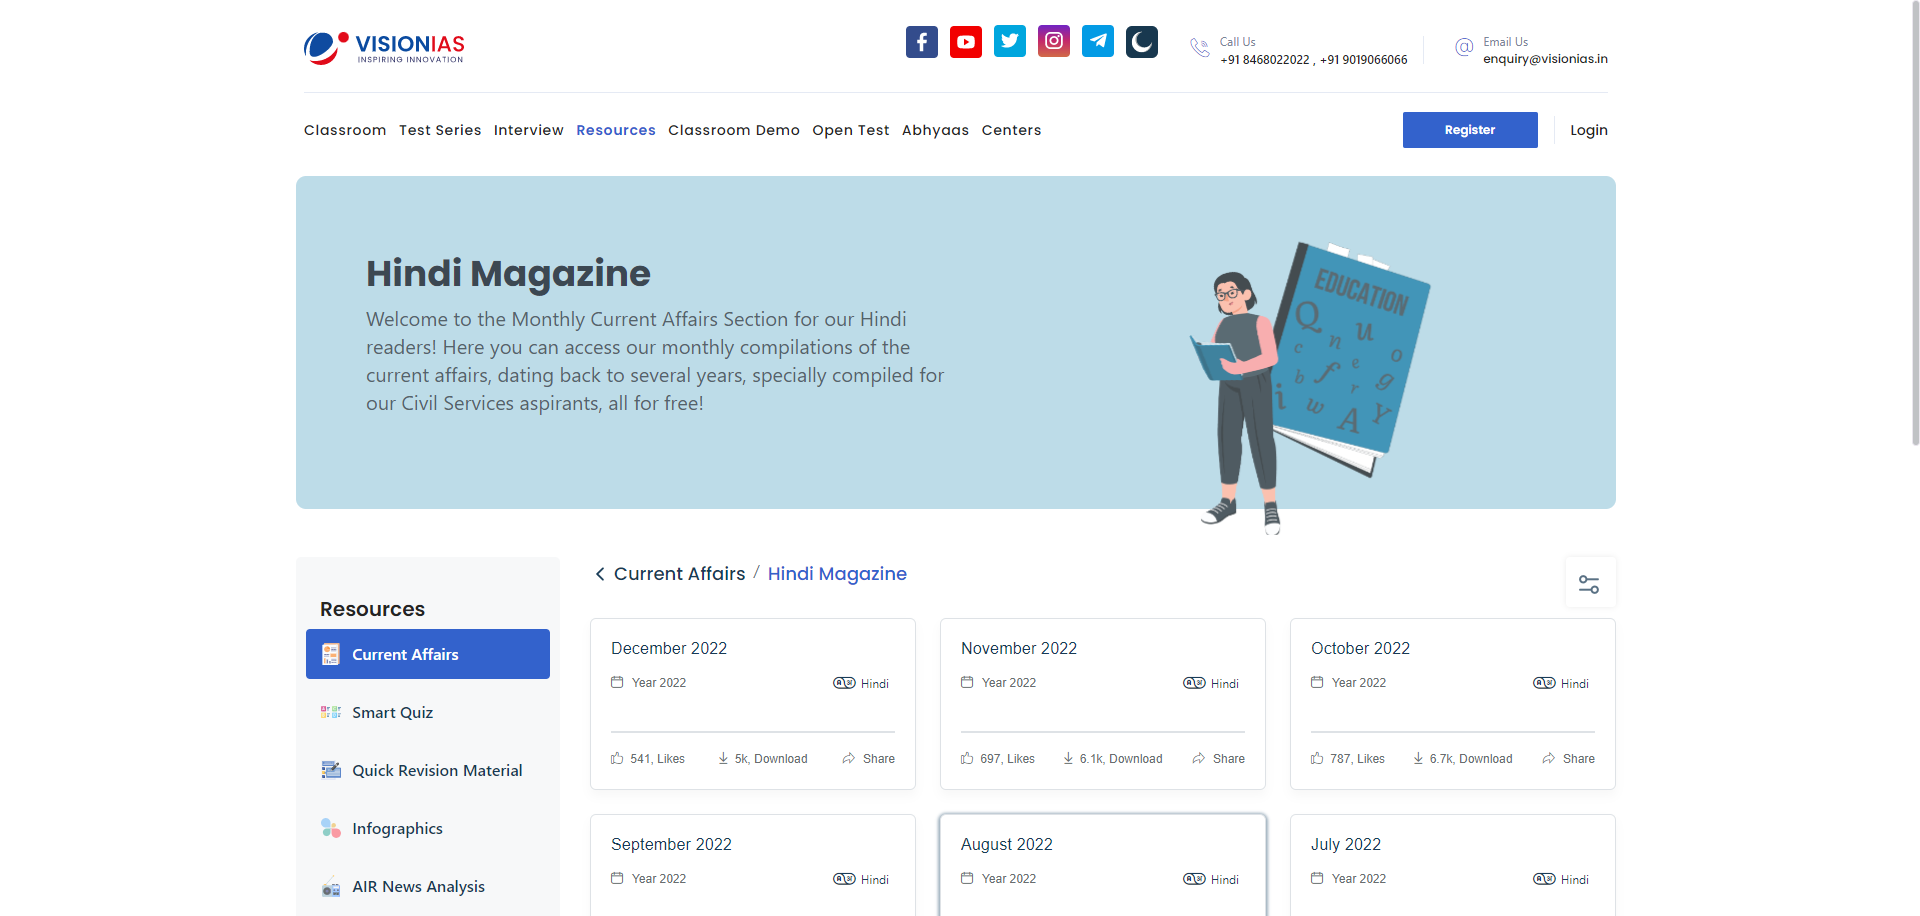 VISIONIAS
INSPIRING INNOVATION
Call Us
+91 8468022022 , +91 9019066066
Email Us
enquiry@visionias.in
Classroom Test Series Interview Resources Classroom Demo Open Test Abhyaas Centers
Register
Login
Hindi Magazine
Welcome to the Monthly Current Affairs Section for our Hindi
readers! Here you can access our monthly compilations of the
current affairs, dating back to several years, specially compiled for
our Civil Services aspirants, all for free!
EDUCATION
Q u o
c n e g
b f r Y
i w A
Resources
Current Affairs
Smart Quiz
Quick Revision Material
Infographics
AIR News Analysis
Current Affairs / Hindi Magazine
December 2022
Year 2022 Hindi
541, Likes 5k, Download Share
November 2022
Year 2022 Hindi
697, Likes 6.1k, Download Share
October 2022
Year 2022 Hindi
787, Likes 6.7k, Download Share
September 2022
Year 2022 Hindi
August 2022
Year 2022 Hindi
July 2022
Year 2022 Hindi